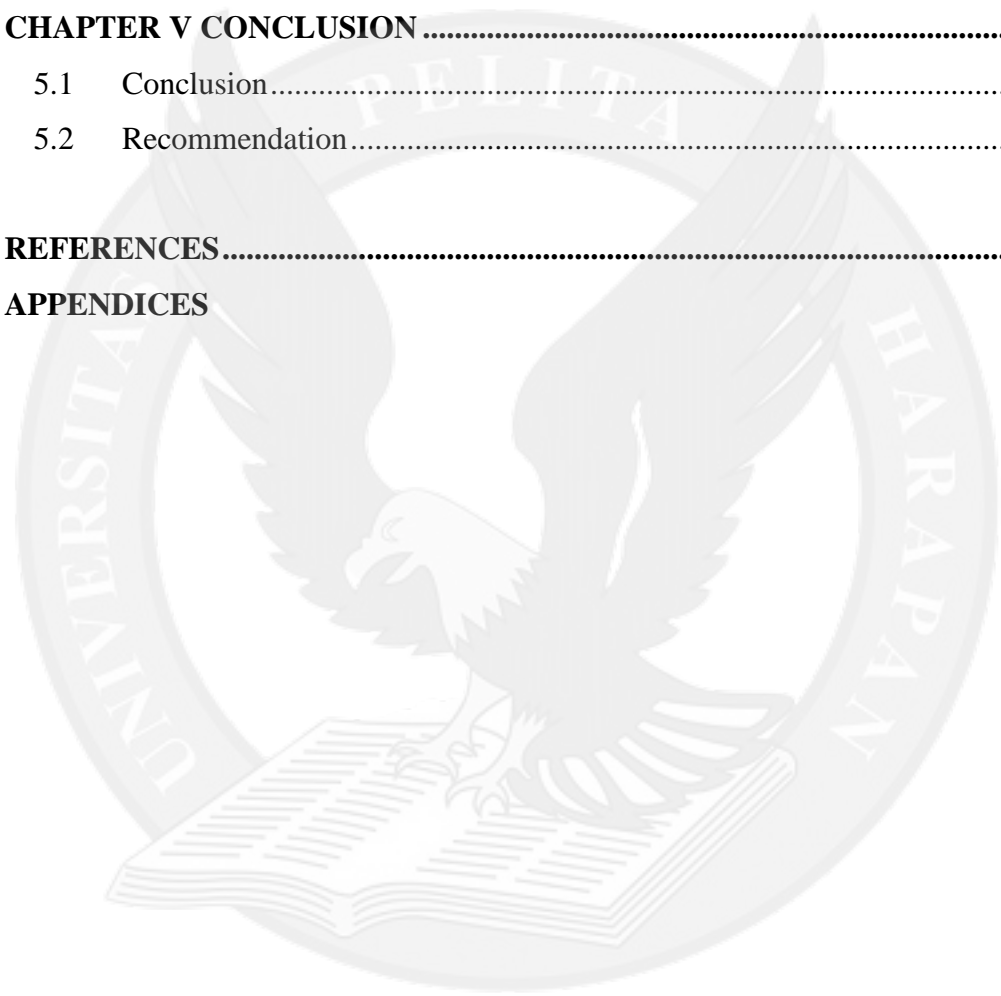 CHAPTER V CONCLUSION ................................................................................
5.1 Conclusion ................................................................................
5.2 Recommendation ................................................................................
REFERENCES ................................................................................
APPENDICES
UNIVERSITAS PELITA HARAPAN